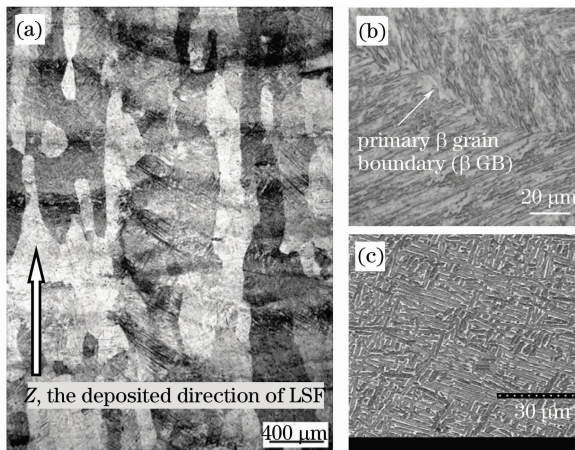 (a)
Z, the deposited direction of LSF
400 μm
(b)
primary β grain
boundary (β GB)
20 μm
(c)
30 μm